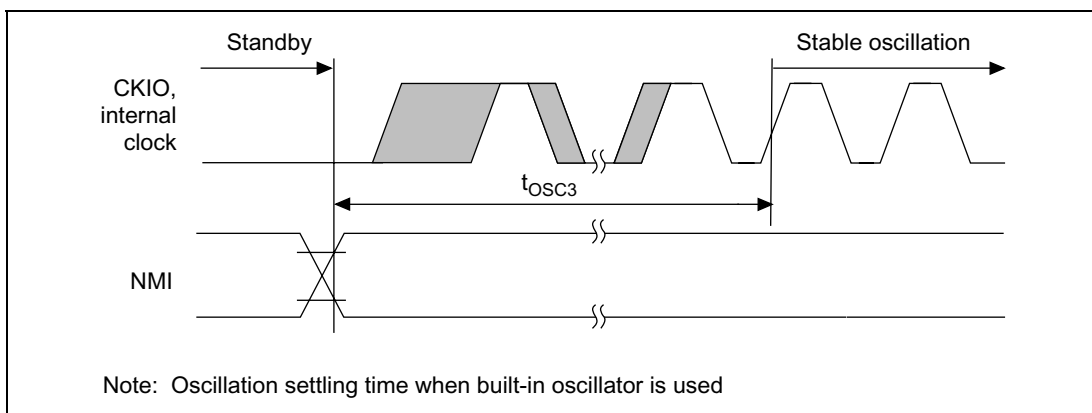 Standby
Stable oscillation
CKIO,
internal
clock
tOSC3
NMI
Note: Oscillation settling time when built-in oscillator is used